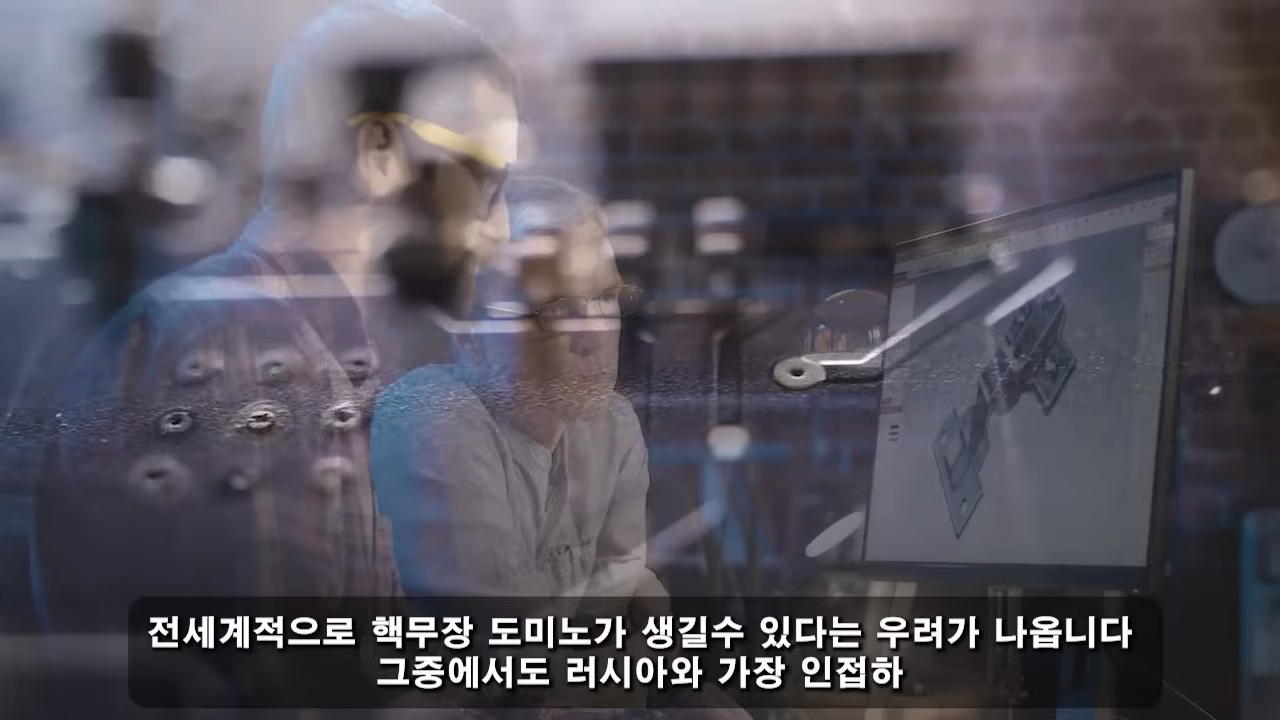 전세계적으로 핵무장 도미노가 생길수 있다는 우려가 나옵니다
그중에서도 러시아와 가장 인접하